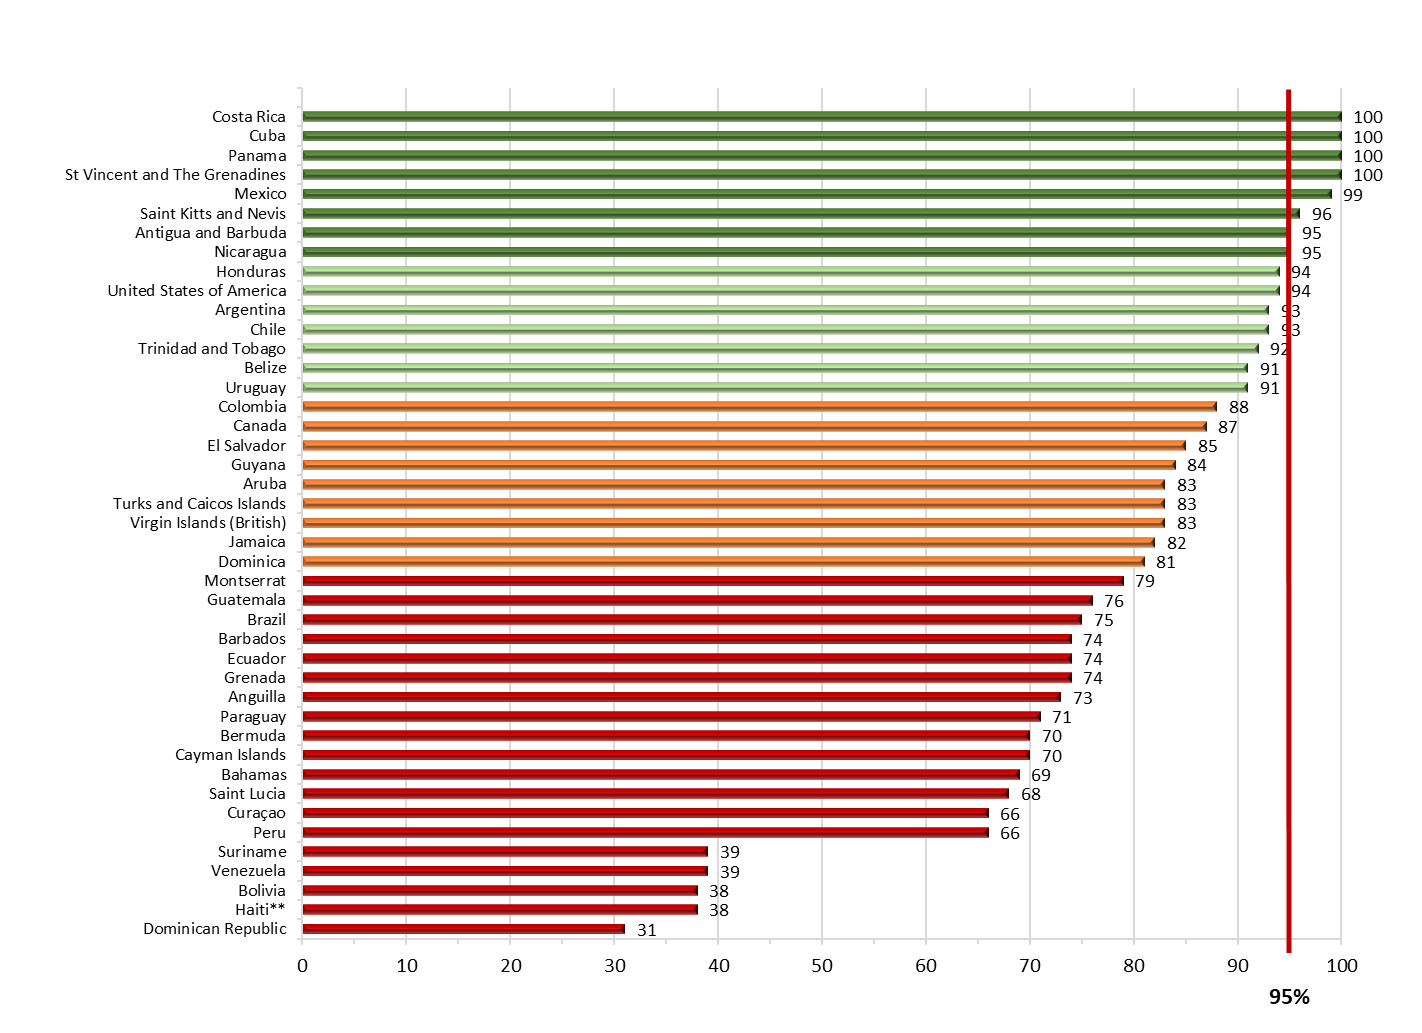 Costa Rica 100
Cuba 100
Panama 100
St Vincent and The Grenadines 100
Mexico 99
Saint Kitts and Nevis 96
Antigua and Barbuda 95
Nicaragua 95
Honduras 94
United States of America 94
Argentina 93
Chile 93
Trinidad and Tobago 92
Belize 91
Uruguay 91
Colombia 88
Canada 87
El Salvador 85
Guyana 84
Aruba 83
Turks and Caicos Islands 83
Virgin Islands (British) 83
Jamaica 82
Dominica 81
Montserrat 79
Guatemala 76
Brazil 75
Barbados 74
Ecuador 74
Grenada 74
Anguilla 73
Paraguay 71
Bermuda 70
Cayman Islands 70
Bahamas 69
Saint Lucia 68
Curaçao 66
Peru 66
Suriname 39
Venezuela 39
Bolivia 38
Haiti** 38
Dominican Republic 31
0 10 20 30 40 50 60 70 80 90 100
95%